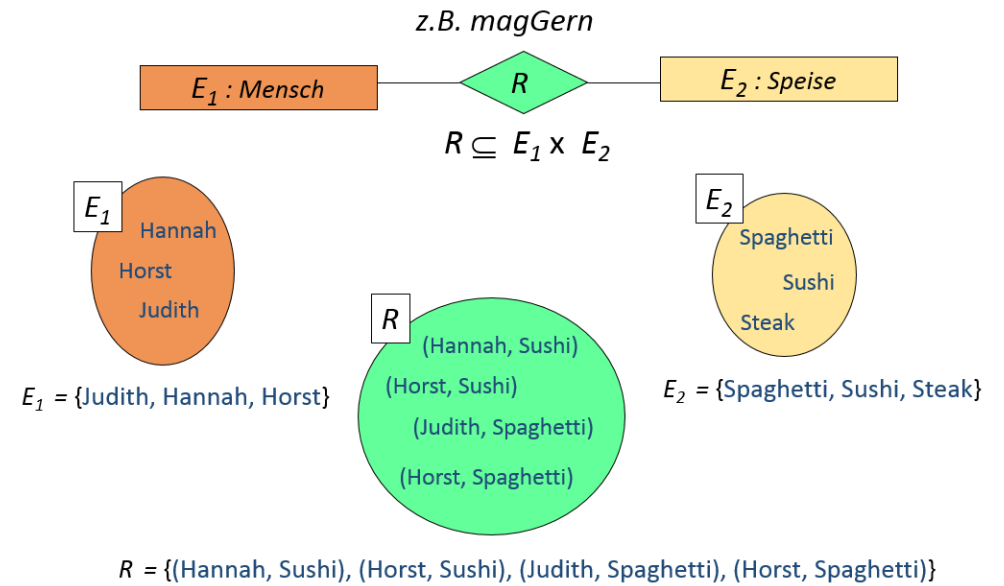 z.B. magGern
E1 : Mensch
R
E2 : Speise
R ⊆ E1 x E2
E1
Hannah
Horst
Judith
E1 = {Judith, Hannah, Horst}
R
(Hannah, Sushi)
(Horst, Sushi)
(Judith, Spaghetti)
(Horst, Spaghetti)
E2
Spaghetti
Sushi
Steak
E2 = {Spaghetti, Sushi, Steak}
R = {(Hannah, Sushi), (Horst, Sushi), (Judith, Spaghetti), (Horst, Spaghetti)}